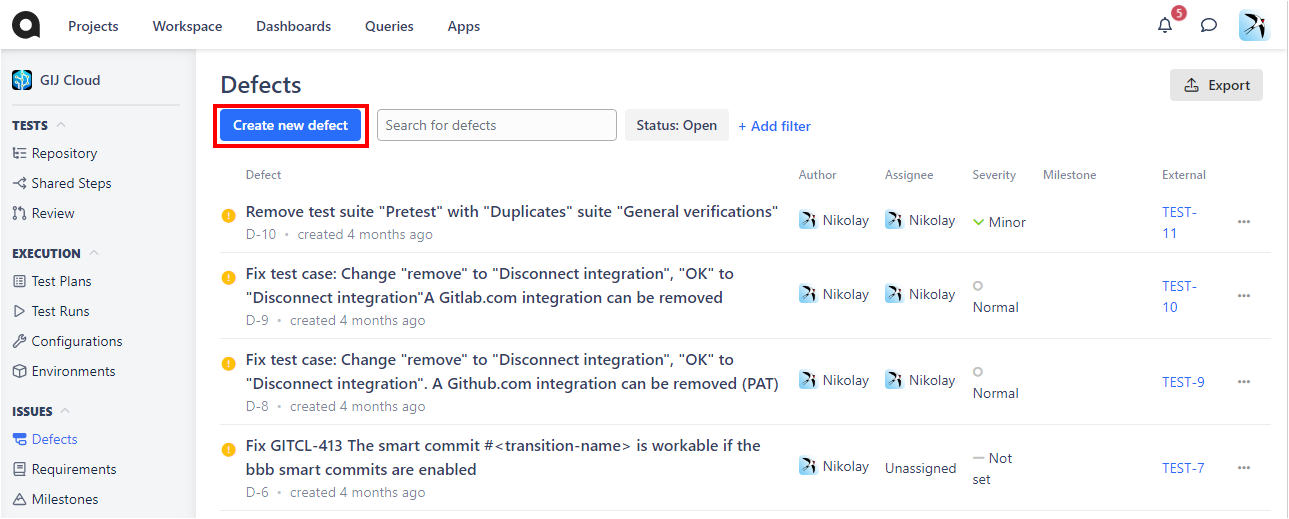 Projects Workspace Dashboards Queries Apps 5
GIJ Cloud
TESTS
Repository
Shared Steps
Review
EXECUTION
Test Plans
Test Runs
Configurations
Environments
ISSUES
Defects
Requirements
Milestones
Defects
Export
Create new defect Search for defects Status: Open + Add filter
Defect Author Assignee Severity Milestone External
Remove test suite "Pretest" with "Duplicates" suite "General verifications"
D-10 • created 4 months ago
Nikolay Nikolay Minor
TEST-
11
Fix test case: Change "remove" to "Disconnect integration", "OK" to
"Disconnect integration"A Gitlab.com integration can be removed
D-9 • created 4 months ago
Nikolay Nikolay
Normal
TEST-
10
Fix test case: Change "remove" to "Disconnect integration", "OK" to
"Disconnect integration". A Github.com integration can be removed (PAT)
D-8 • created 4 months ago
Nikolay Nikolay
Normal
TEST-9
Fix GITCL-413 The smart commit #<transition-name> is workable if the
bbb smart commits are enabled
D-6 • created 4 months ago
Nikolay Unassigned
Not
set
TEST-7